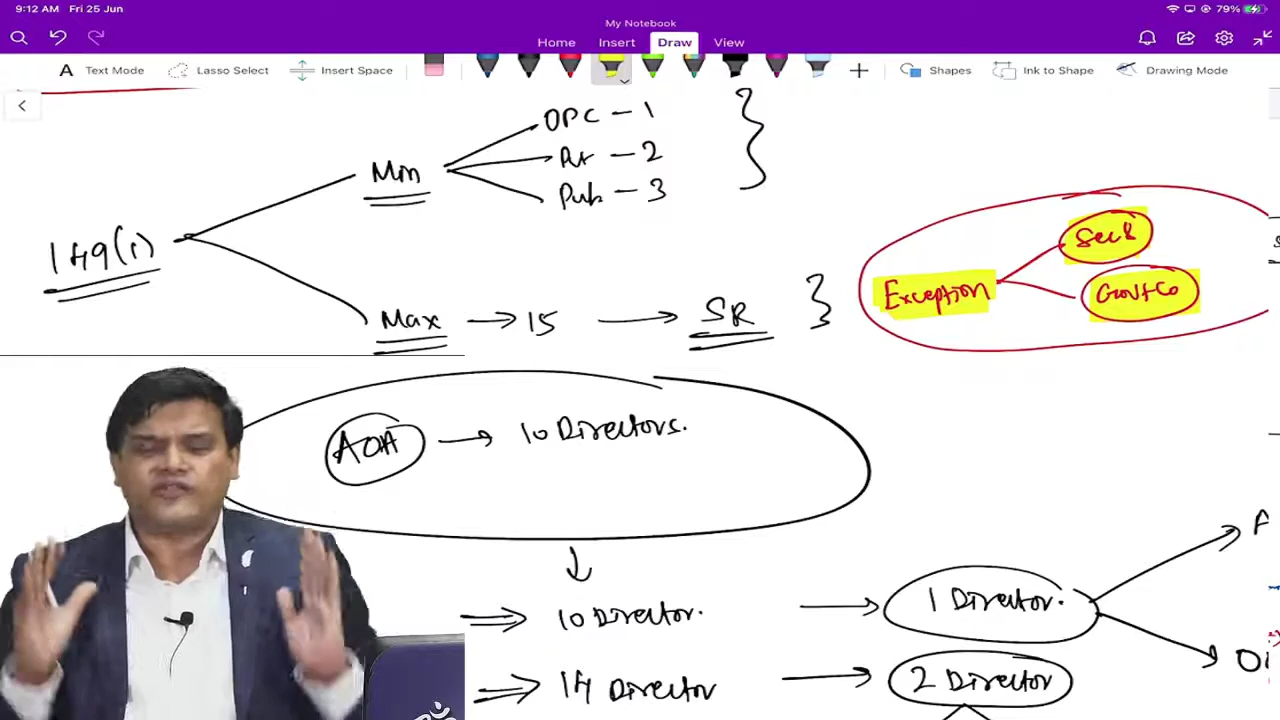 9:12 AM Fri 25 Jun
79%
My Notebook
Home Insert Draw View
A Text Mode Lasso Select Insert Space Shapes Ink to Shape Drawing Mode
OPC - 1
Min Pvt - 2
Pub - 3
149(1)
Sec 8
Exception
Govt Co
Max → 15 → SR
AOA → 10 Directors.
10 Director. → 1 Director.
14 Director → 2 Director